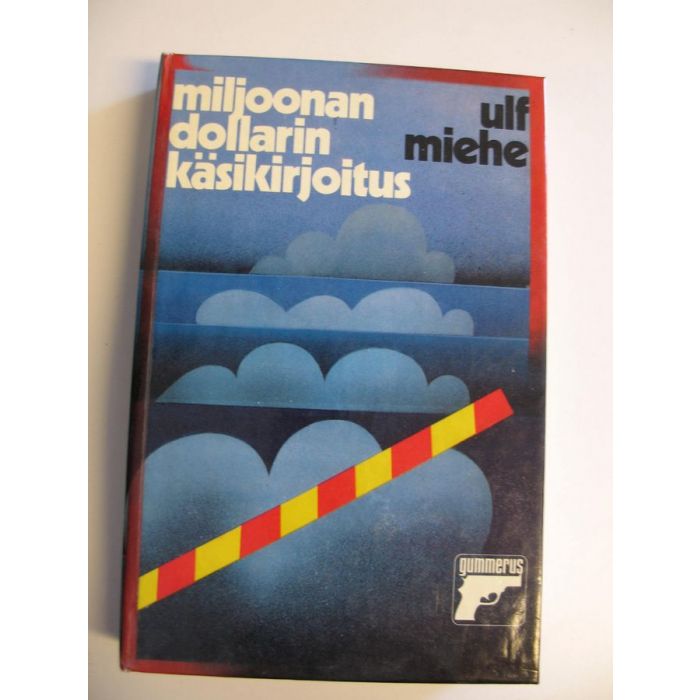 miljoonan
dollarin
käsikirjoitus
ulf
miehe
gummerus